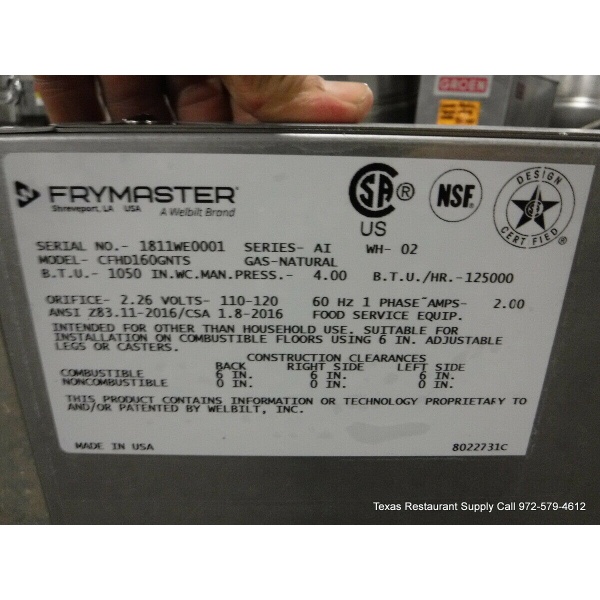 GROEN
FRYMASTER
Shreveport, LA USA
A Welbilt Brand
SA ® US
NSF.
DESIGN CERTIFIED ®
SERIAL NO.- 1811WE0001 SERIES- AI WH- 02
MODEL- CFHD160GNTS GAS-NATURAL
B.T.U.- 1050 IN.WC.MAN.PRESS.- 4.00 B.T.U./HR.-125000
ORIFICE- 2.26 VOLTS- 110-120 60 HZ 1 PHASE AMPS- 2.00
ANSI Z83.11-2016/CSA 1.8-2016 FOOD SERVICE EQUIP.
INTENDED FOR OTHER THAN HOUSEHOLD USE. SUITABLE FOR
INSTALLATION ON COMBUSTIBLE FLOORS USING 6 IN. ADJUSTABLE
LEGS OR CASTERS.
CONSTRUCTION CLEARANCES
BACK RIGHT SIDE LEFT SIDE
COMBUSTIBLE 6 IN. 6 IN. 6 IN.
NONCOMBUSTIBLE 0 IN. 0 IN. 0 IN.
THIS PRODUCT CONTAINS INFORMATION OR TECHNOLOGY PROPRIETARY TO
AND/OR PATENTED BY WELBILT, INC.
MADE IN USA 8022731C
Texas Restaurant Supply Call 972-579-4612